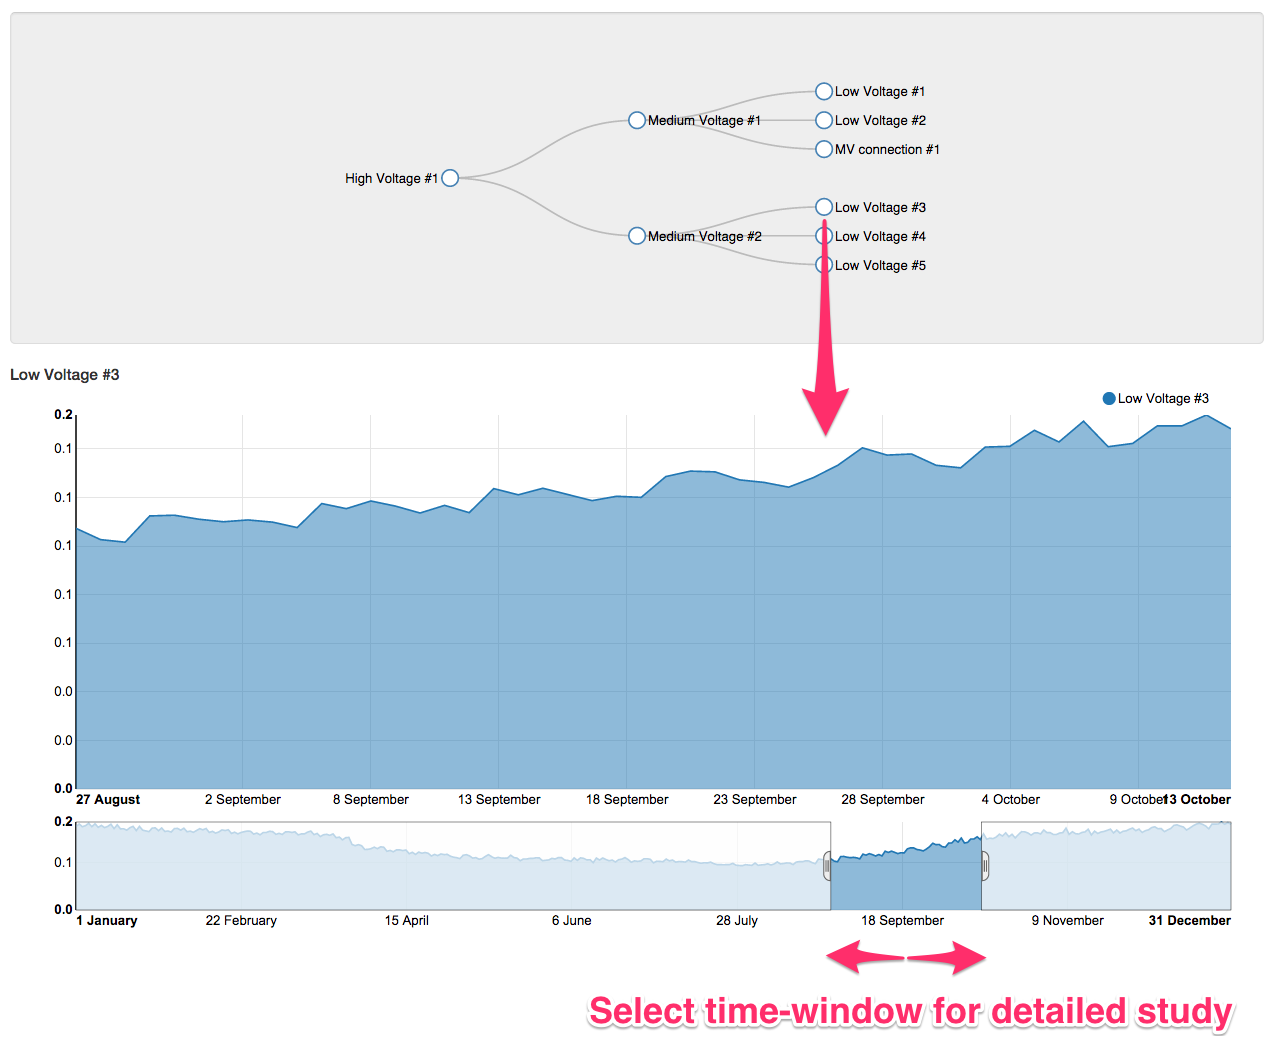 Low Voltage #1
Medium Voltage #1
Low Voltage #2
MV connection #1
High Voltage #1
Low Voltage #3
Medium Voltage #2
Low Voltage #4
Low Voltage #5
Low Voltage #3
Low Voltage #3
0.2
0.1
0.1
0.1
0.1
0.1
0.0
0.0
0.0
27 August 2 September 8 September 13 September 18 September 23 September 28 September 4 October 9 October 13 October
0.2
0.1
0.0
1 January 22 February 15 April 6 June 28 July 18 September 9 November 31 December
Select time-window for detailed study